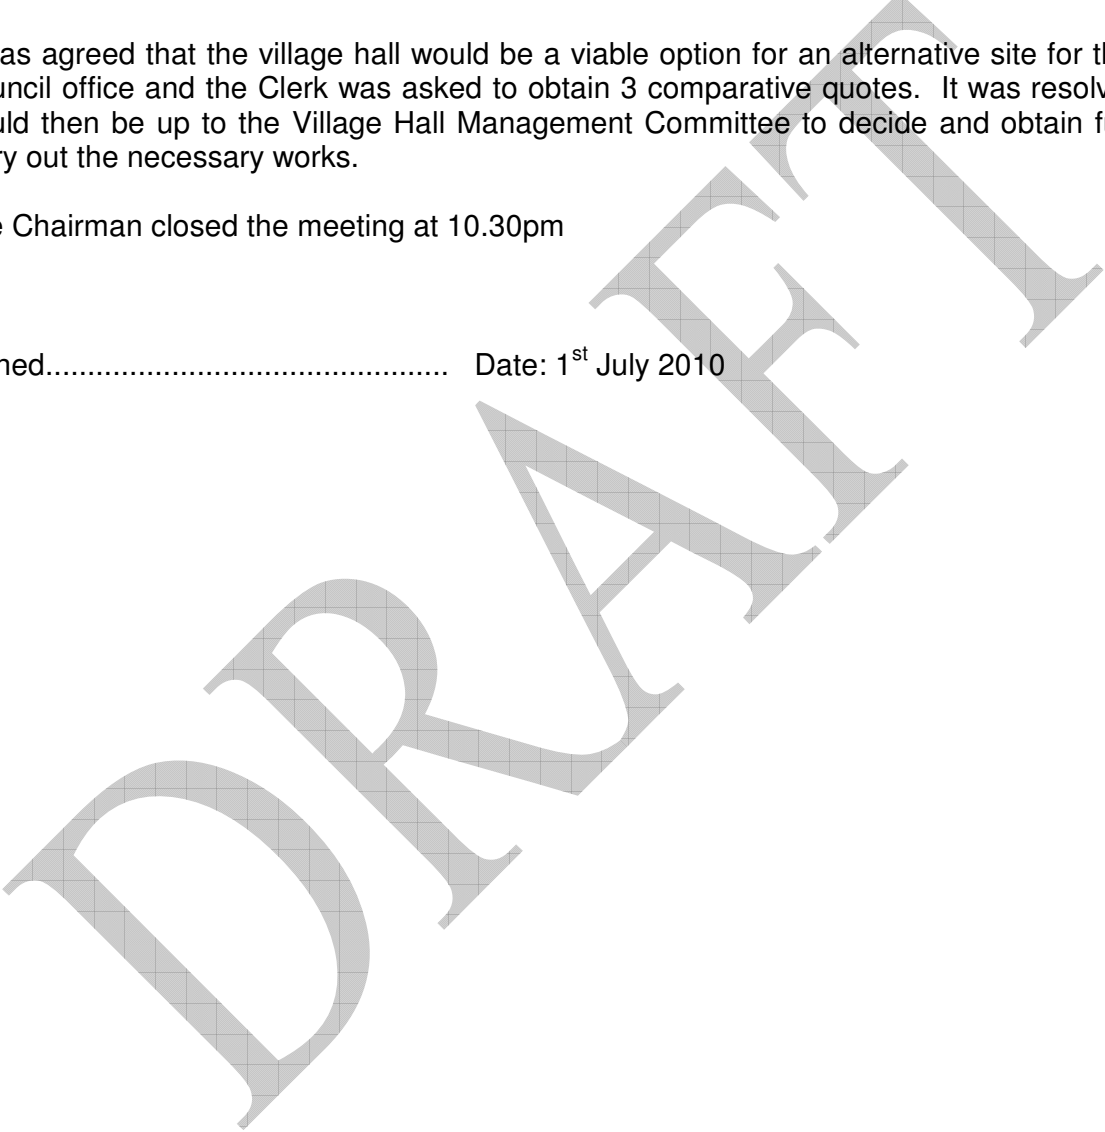 as agreed that the village hall would be a viable option for an alternative site for th
uncil office and the Clerk was asked to obtain 3 comparative quotes. It was resolv
uld then be up to the Village Hall Management Committee to decide and obtain fu
ry out the necessary works.
e Chairman closed the meeting at 10.30pm
ned................................................ Date: 1st July 2010
DRAFT